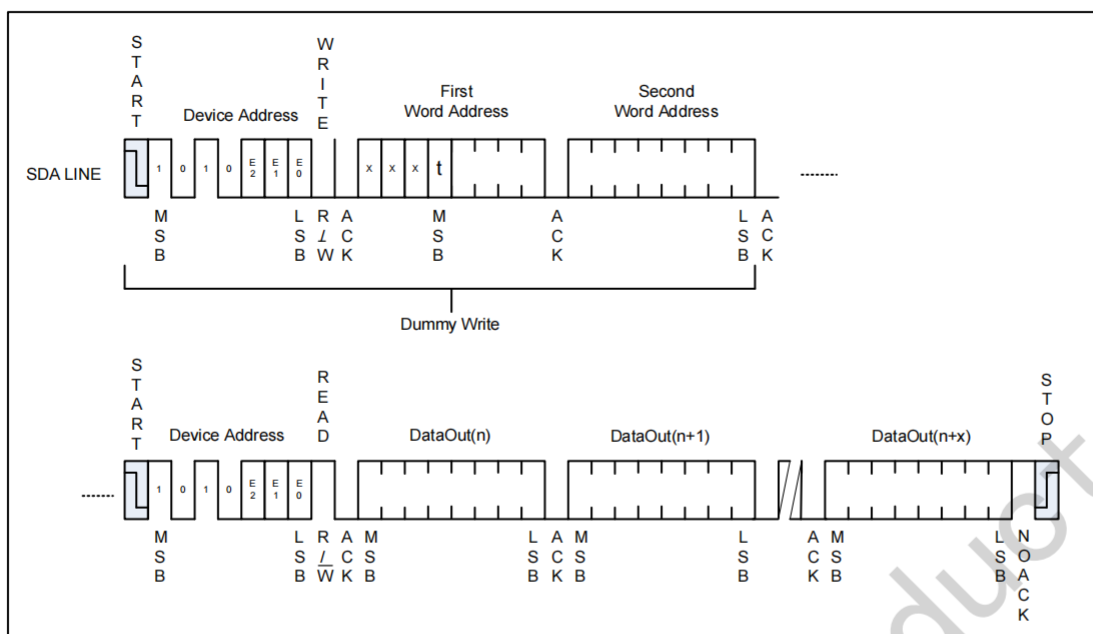 START
WRITE
Device Address
First
Word Address
Second
Word Address
SDA LINE
1 0 1 0 E2 E1 E0 x x x t
........
MSB LSB R/W ACK MSB ACK LSB ACK
Dummy Write
START
READ
STOP
Device Address DataOut(n) DataOut(n+1) DataOut(n+x)
........
1 0 1 0 E2 E1 E0
MSB LSB R/W ACK MSB LSB ACK MSB LSB ACK MSB LSB NOACK
duct